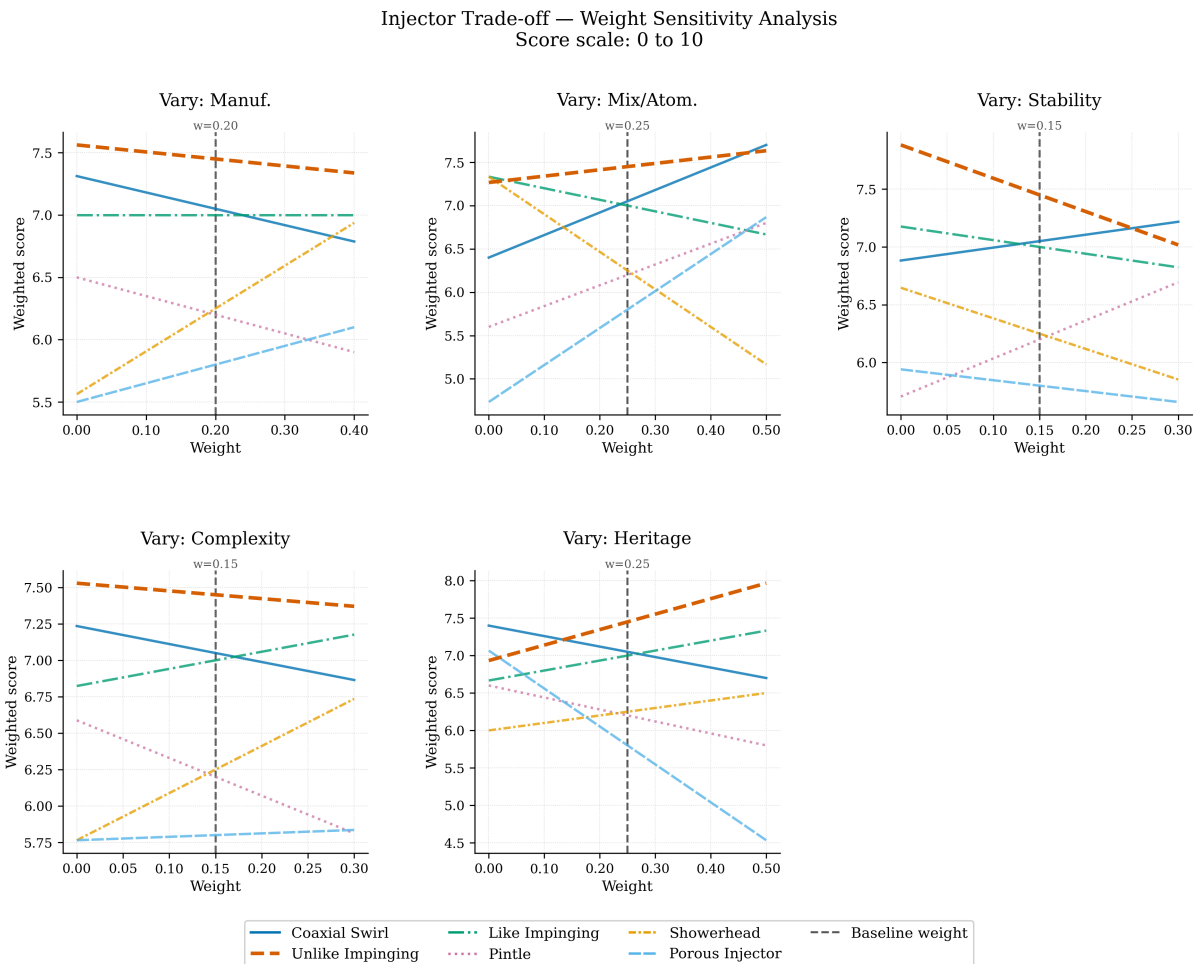 Injector Trade-off — Weight Sensitivity Analysis
Score scale: 0 to 10
Vary: Manuf.
w=0.20
7.5
7.0
6.5
6.0
5.5
Weighted score
0.00 0.10 0.20 0.30 0.40
Weight
Vary: Mix/Atom.
w=0.25
7.5
7.0
6.5
6.0
5.5
5.0
Weighted score
0.00 0.10 0.20 0.30 0.40 0.50
Weight
Vary: Stability
w=0.15
7.5
7.0
6.5
6.0
Weighted score
0.00 0.05 0.10 0.15 0.20 0.25 0.30
Weight
Vary: Complexity
w=0.15
7.50
7.25
7.00
6.75
6.50
6.25
6.00
5.75
Weighted score
0.00 0.05 0.10 0.15 0.20 0.25 0.30
Weight
Vary: Heritage
w=0.25
8.0
7.5
7.0
6.5
6.0
5.5
5.0
4.5
Weighted score
0.00 0.10 0.20 0.30 0.40 0.50
Weight
Coaxial Swirl Like Impinging Showerhead Baseline weight
Unlike Impinging Pintle Porous Injector